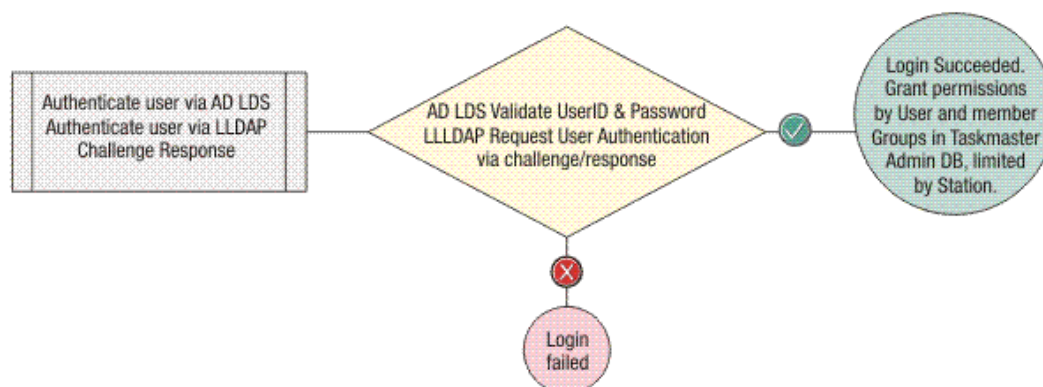 Authenticate user via AD LDS
Authenticate user via LLDAP
Challenge Response
AD LDS Validate UserID & Password
LLLDAP Request User Authentication
via challenge/response
Login Succeeded.
Grant permissions
by User and member
Groups in Taskmaster
Admin DB, limited
by Station.
Login
failed